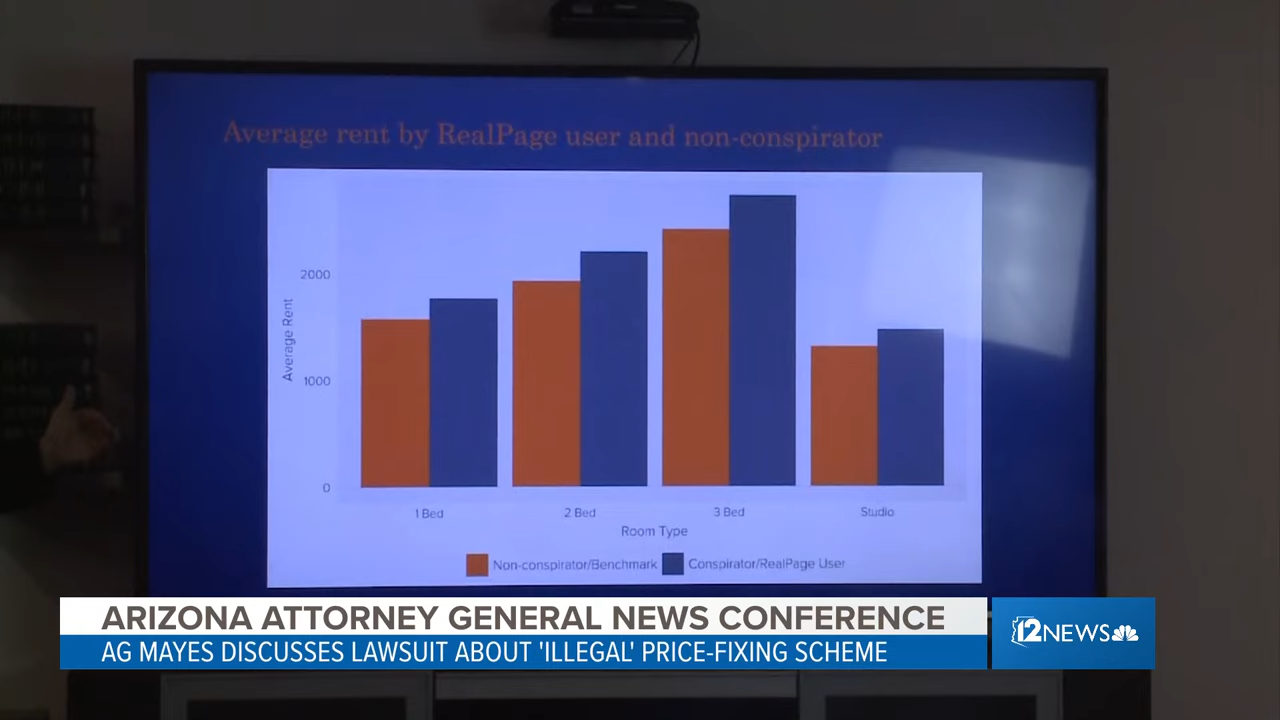 Average rent by RealPage user and non-conspirator
2000
1000
0
Average Rent
1 Bed
2 Bed
3 Bed
Studio
Room Type
Non-conspirator/Benchmark
Conspirator/RealPage User
ARIZONA ATTORNEY GENERAL NEWS CONFERENCE
AG MAYES DISCUSSES LAWSUIT ABOUT 'ILLEGAL' PRICE-FIXING SCHEME
12NEWS